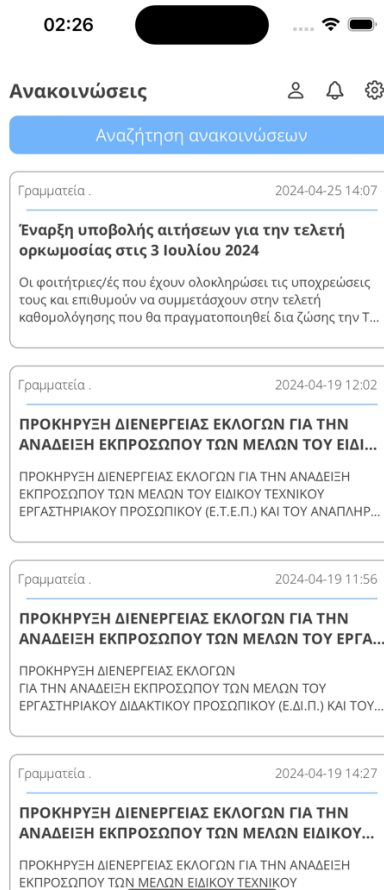 02:26
Ανακοινώσεις
Αναζήτηση ανακοινώσεων
Γραμματεία . 2024-04-25 14:07
Έναρξη υποβολής αιτήσεων για την τελετή
ορκωμοσίας στις 3 Ιουλίου 2024
Οι φοιτήτριες/ές που έχουν ολοκληρώσει τις υποχρεώσεις
τους και επιθυμούν να συμμετάσχουν στην τελετή
καθομολόγησης που θα πραγματοποιηθεί δια ζώσης την Τ...
Γραμματεία . 2024-04-19 12:02
ΠΡΟΚΗΡΥΞΗ ΔΙΕΝΕΡΓΕΙΑΣ ΕΚΛΟΓΩΝ ΓΙΑ ΤΗΝ
ΑΝΑΔΕΙΞΗ ΕΚΠΡΟΣΩΠΟΥ ΤΩΝ ΜΕΛΩΝ ΤΟΥ ΕΙΔΙ...
ΠΡΟΚΗΡΥΞΗ ΔΙΕΝΕΡΓΕΙΑΣ ΕΚΛΟΓΩΝ ΓΙΑ ΤΗΝ ΑΝΑΔΕΙΞΗ
ΕΚΠΡΟΣΩΠΟΥ ΤΩΝ ΜΕΛΩΝ ΤΟΥ ΕΙΔΙΚΟΥ ΤΕΧΝΙΚΟΥ
ΕΡΓΑΣΤΗΡΙΑΚΟΥ ΠΡΟΣΩΠΙΚΟΥ (Ε.Τ.Ε.Π.) ΚΑΙ ΤΟΥ ΑΝΑΠΛΗΡ...
Γραμματεία . 2024-04-19 11:56
ΠΡΟΚΗΡΥΞΗ ΔΙΕΝΕΡΓΕΙΑΣ ΕΚΛΟΓΩΝ ΓΙΑ ΤΗΝ
ΑΝΑΔΕΙΞΗ ΕΚΠΡΟΣΩΠΟΥ ΤΩΝ ΜΕΛΩΝ ΤΟΥ ΕΡΓΑ...
ΠΡΟΚΗΡΥΞΗ ΔΙΕΝΕΡΓΕΙΑΣ ΕΚΛΟΓΩΝ
ΓΙΑ ΤΗΝ ΑΝΑΔΕΙΞΗ ΕΚΠΡΟΣΩΠΟΥ ΤΩΝ ΜΕΛΩΝ ΤΟΥ
ΕΡΓΑΣΤΗΡΙΑΚΟΥ ΔΙΔΑΚΤΙΚΟΥ ΠΡΟΣΩΠΙΚΟΥ (Ε.ΔΙ.Π.) ΚΑΙ ΤΟΥ...
Γραμματεία . 2024-04-19 14:27
ΠΡΟΚΗΡΥΞΗ ΔΙΕΝΕΡΓΕΙΑΣ ΕΚΛΟΓΩΝ ΓΙΑ ΤΗΝ
ΑΝΑΔΕΙΞΗ ΕΚΠΡΟΣΩΠΟΥ ΤΩΝ ΜΕΛΩΝ ΕΙΔΙΚΟΥ...
ΠΡΟΚΗΡΥΞΗ ΔΙΕΝΕΡΓΕΙΑΣ ΕΚΛΟΓΩΝ ΓΙΑ ΤΗΝ ΑΝΑΔΕΙΞΗ
ΕΚΠΡΟΣΩΠΟΥ ΤΩΝ ΜΕΛΩΝ ΕΙΔΙΚΟΥ ΤΕΧΝΙΚΟΥ